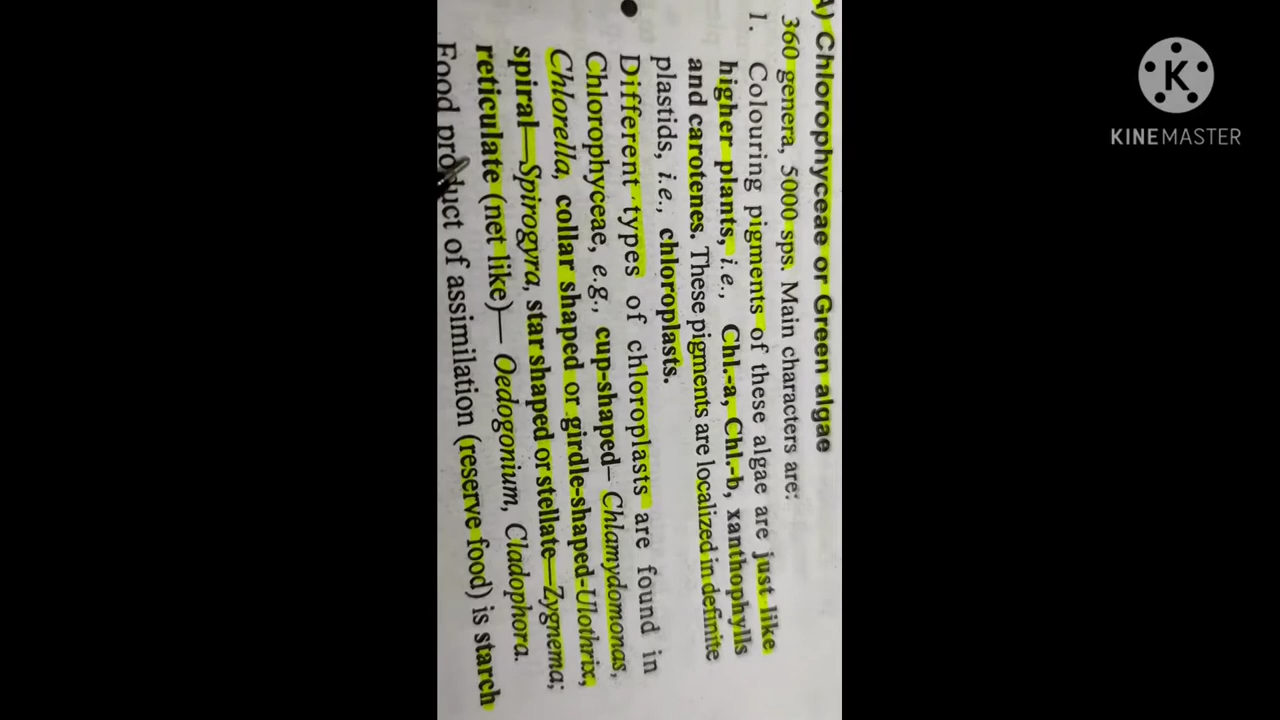 A) Chlorophyceae or Green algae
360 genera, 5000 sps. Main characters are:
1. Colouring pigments of these algae are just like
higher plants, i.e., Chl.-a, Chl.-b, xanthophylls
and carotenes. These pigments are localized in definite
plastids, i.e., chloroplasts.
● Different types of chloroplasts are found in
Chlorophyceae, e.g., cup-shaped– Chlamydomonas,
Chlorella, collar shaped or girdle-shaped-Ulothrix,
spiral—Spirogyra, star shaped or stellate—Zygnema;
reticulate (net like)— Oedogonium, Cladophora.
Food product of assimilation (reserve food) is starch
K
KINEMASTER